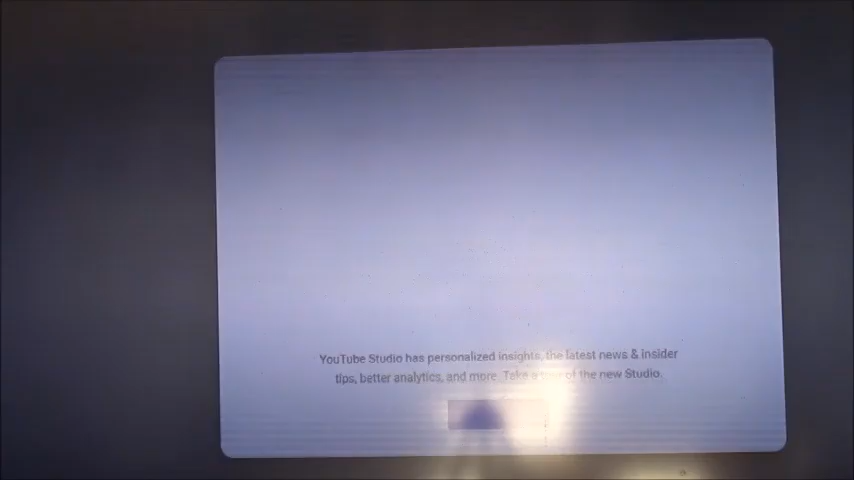 YouTube Studio has personalized insights, the latest news & insider
tips, better analytics, and more. Take a tour of the new Studio.